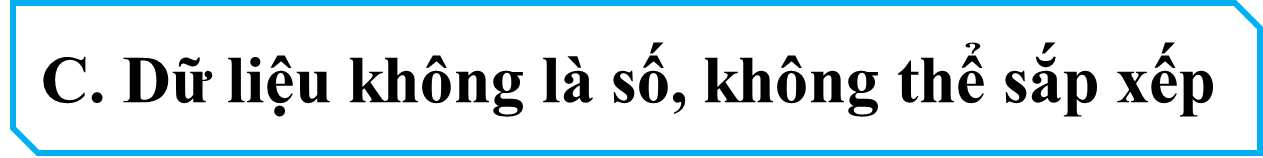 C. Dữ liệu không là số, không thể sắp xếp